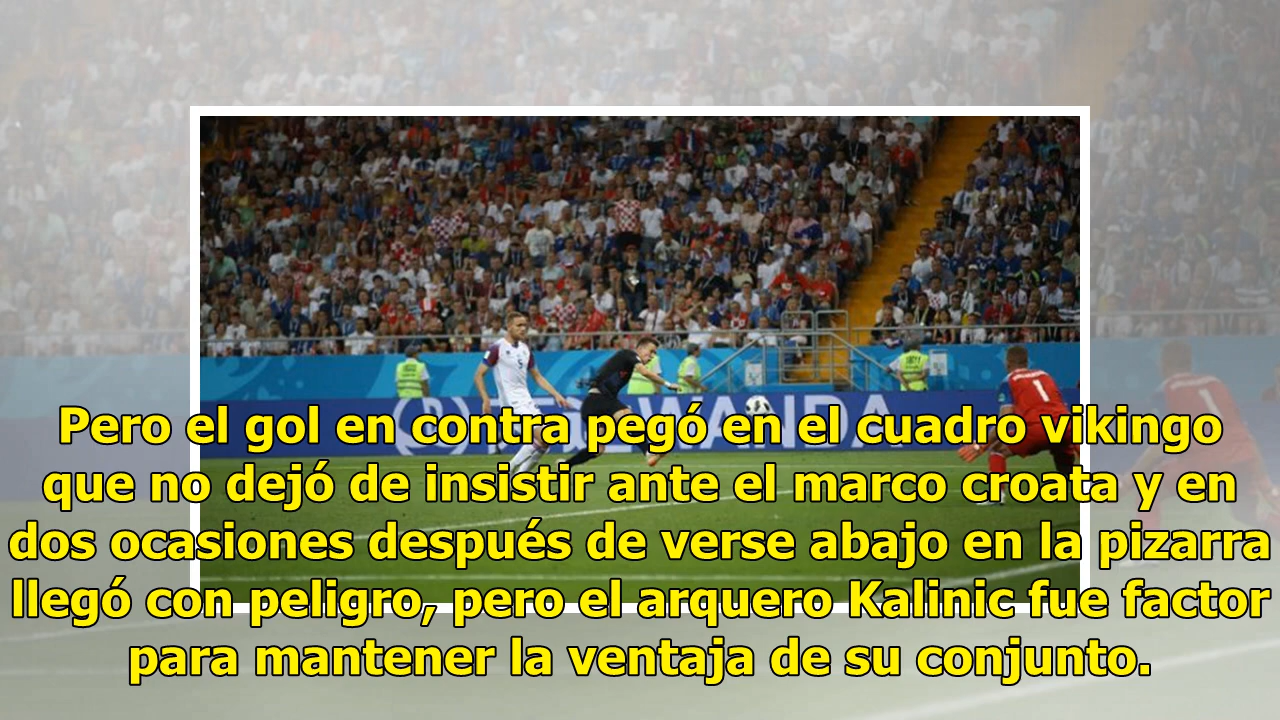 Pero el gol en contra pegó en el cuadro vikingo
que no dejó de insistir ante el marco croata y en
dos ocasiones después de verse abajo en la pizarra
llegó con peligro, pero el arquero Kalinic fue factor
para mantener la ventaja de su conjunto.
WANDA
1